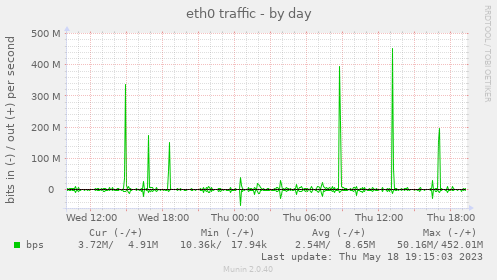 eth0 traffic - by day
RRDTOOL / TOBI OETIKER
bits in (-) / out (+) per second
500 M
400 M
300 M
200 M
100 M
0
Wed 12:00 Wed 18:00 Thu 00:00 Thu 06:00 Thu 12:00 Thu 18:00
Cur (-/+) Min (-/+) Avg (-/+) Max (-/+)
bps 3.72M/ 4.91M 10.36k/ 17.94k 2.54M/ 8.65M 50.16M/452.01M
Last update: Thu May 18 19:15:03 2023
Munin 2.0.40